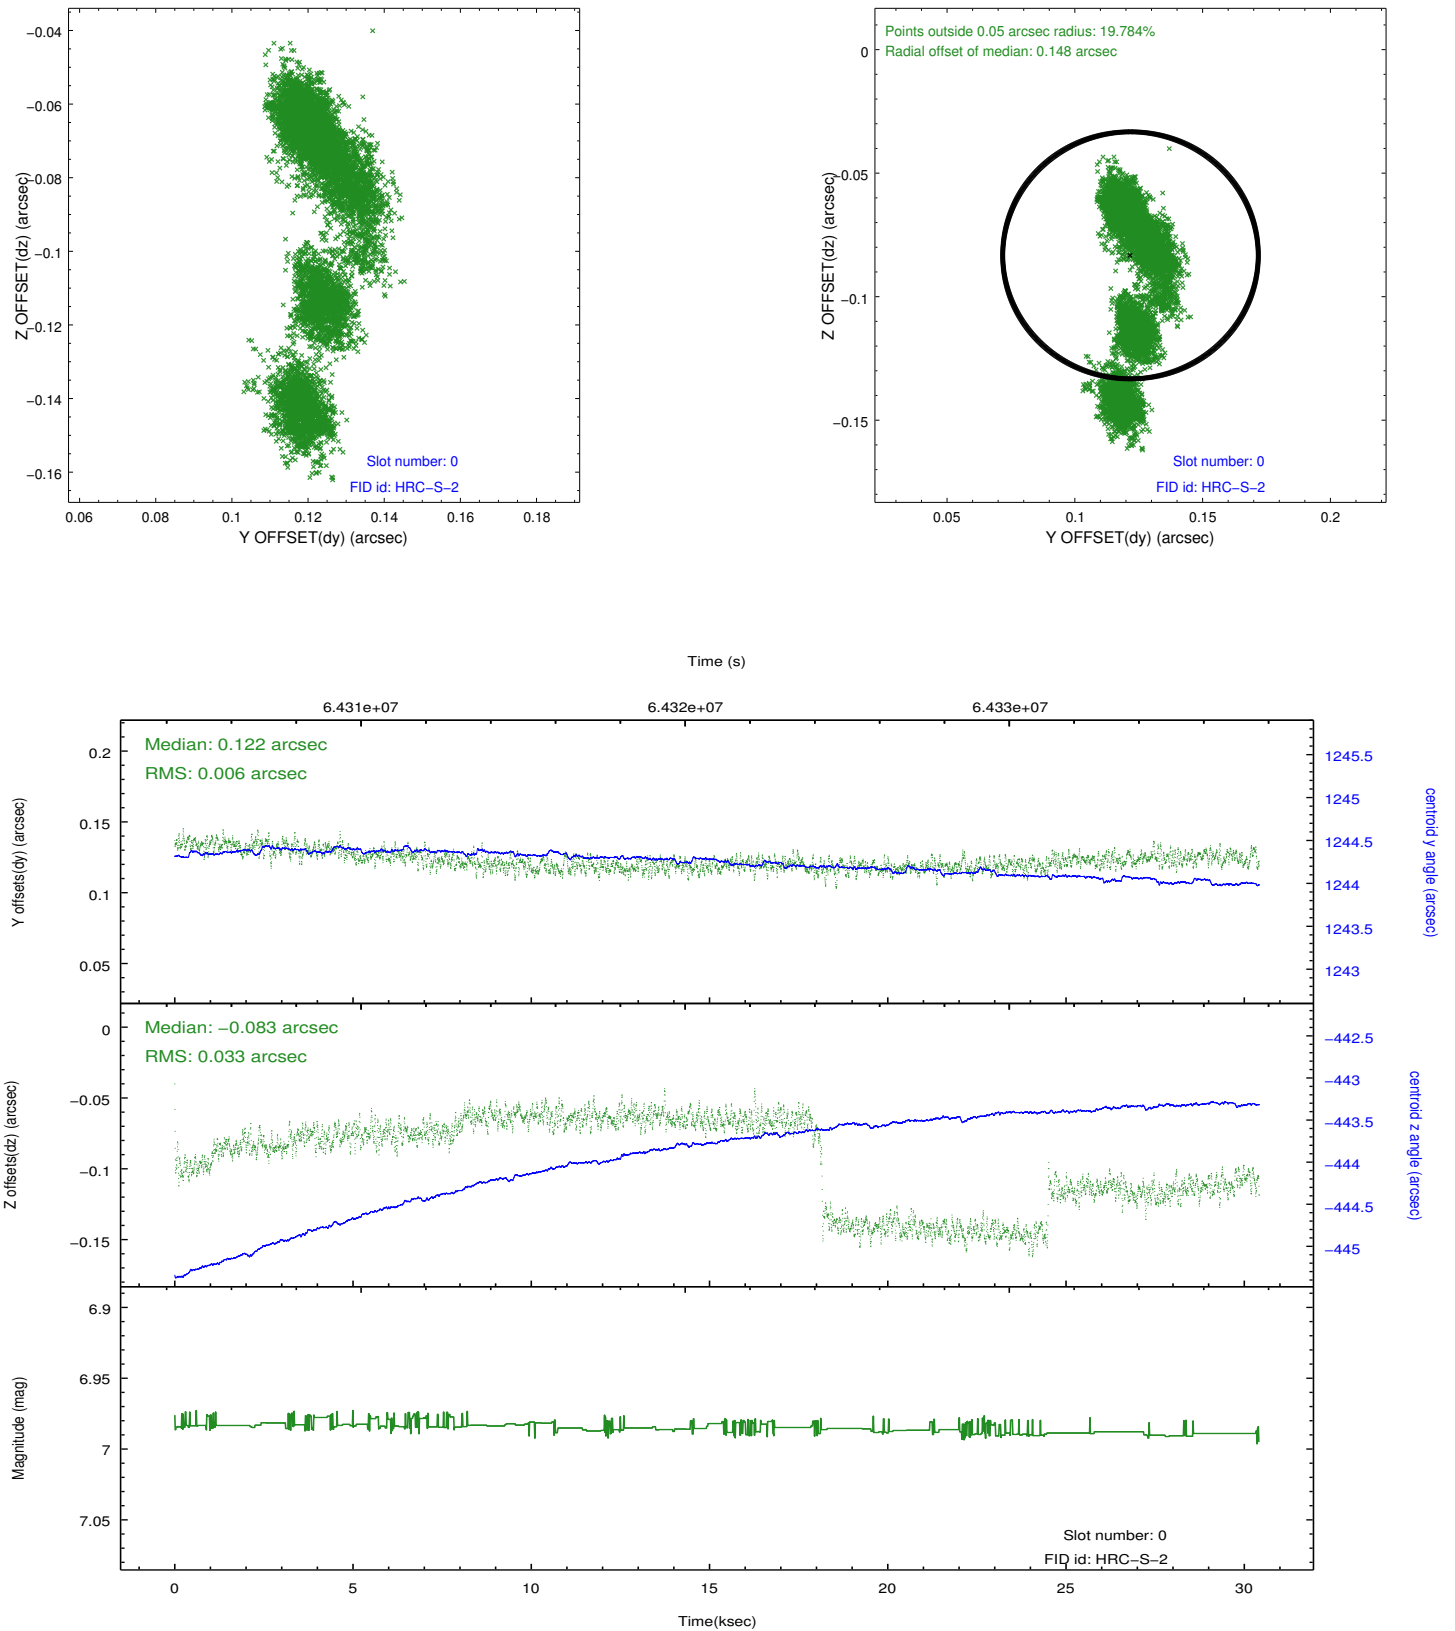 −0.04
−0.06
−0.08
−0.1
−0.12
−0.14
−0.16
Z OFFSET(dz) (arcsec)
0.06 0.08 0.1 0.12 0.14 0.16 0.18
Y OFFSET(dy) (arcsec)
Slot number: 0
FID id: HRC−S−2
Points outside 0.05 arcsec radius: 19.784%
Radial offset of median: 0.148 arcsec
0
−0.05
−0.1
−0.15
Z OFFSET(dz) (arcsec)
0.05 0.1 0.15 0.2
Y OFFSET(dy) (arcsec)
Slot number: 0
FID id: HRC−S−2
Time (s)
6.431e+07 6.432e+07 6.433e+07
Median: 0.122 arcsec
RMS: 0.006 arcsec
0.2
0.15
0.1
0.05
Y offsets(dy) (arcsec)
1245.5
1245
1244.5
1244
1243.5
1243
centroid y angle (arcsec)
Median: −0.083 arcsec
RMS: 0.033 arcsec
0
−0.05
−0.1
−0.15
Z offsets(dz) (arcsec)
−442.5
−443
−443.5
−444
−444.5
−445
centroid z angle (arcsec)
6.9
6.95
7
7.05
Magnitude (mag)
Slot number: 0
FID id: HRC−S−2
0 5 10 15 20 25 30
Time(ksec)